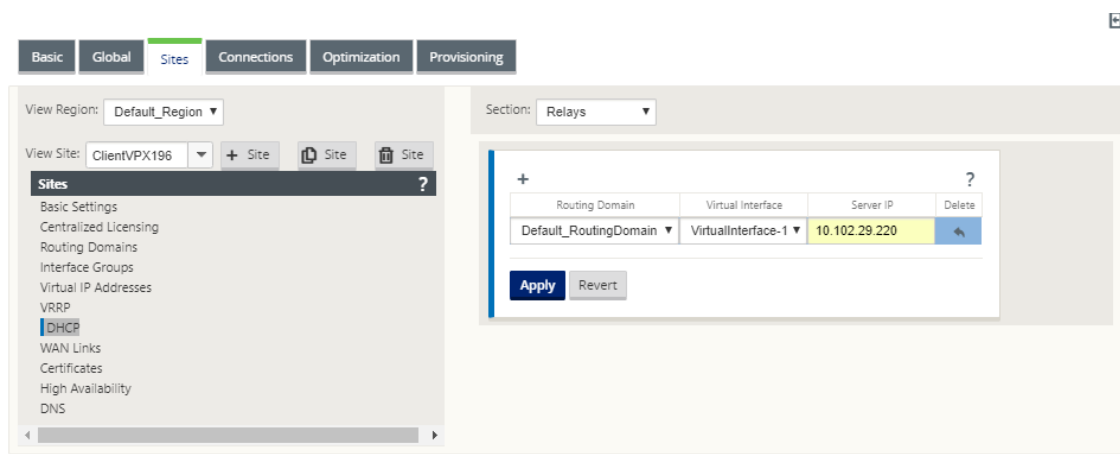 Basic Global Sites Connections Optimization Provisioning
View Region: Default_Region
Section: Relays
View Site: ClientVPX196 + Site Site Site
Sites ?
Basic Settings
Centralized Licensing
Routing Domains
Interface Groups
Virtual IP Addresses
VRRP
DHCP
WAN Links
Certificates
High Availability
DNS
+ ?
Routing Domain Virtual Interface Server IP Delete
Default_RoutingDomain VirtualInterface-1 10.102.29.220
Apply Revert